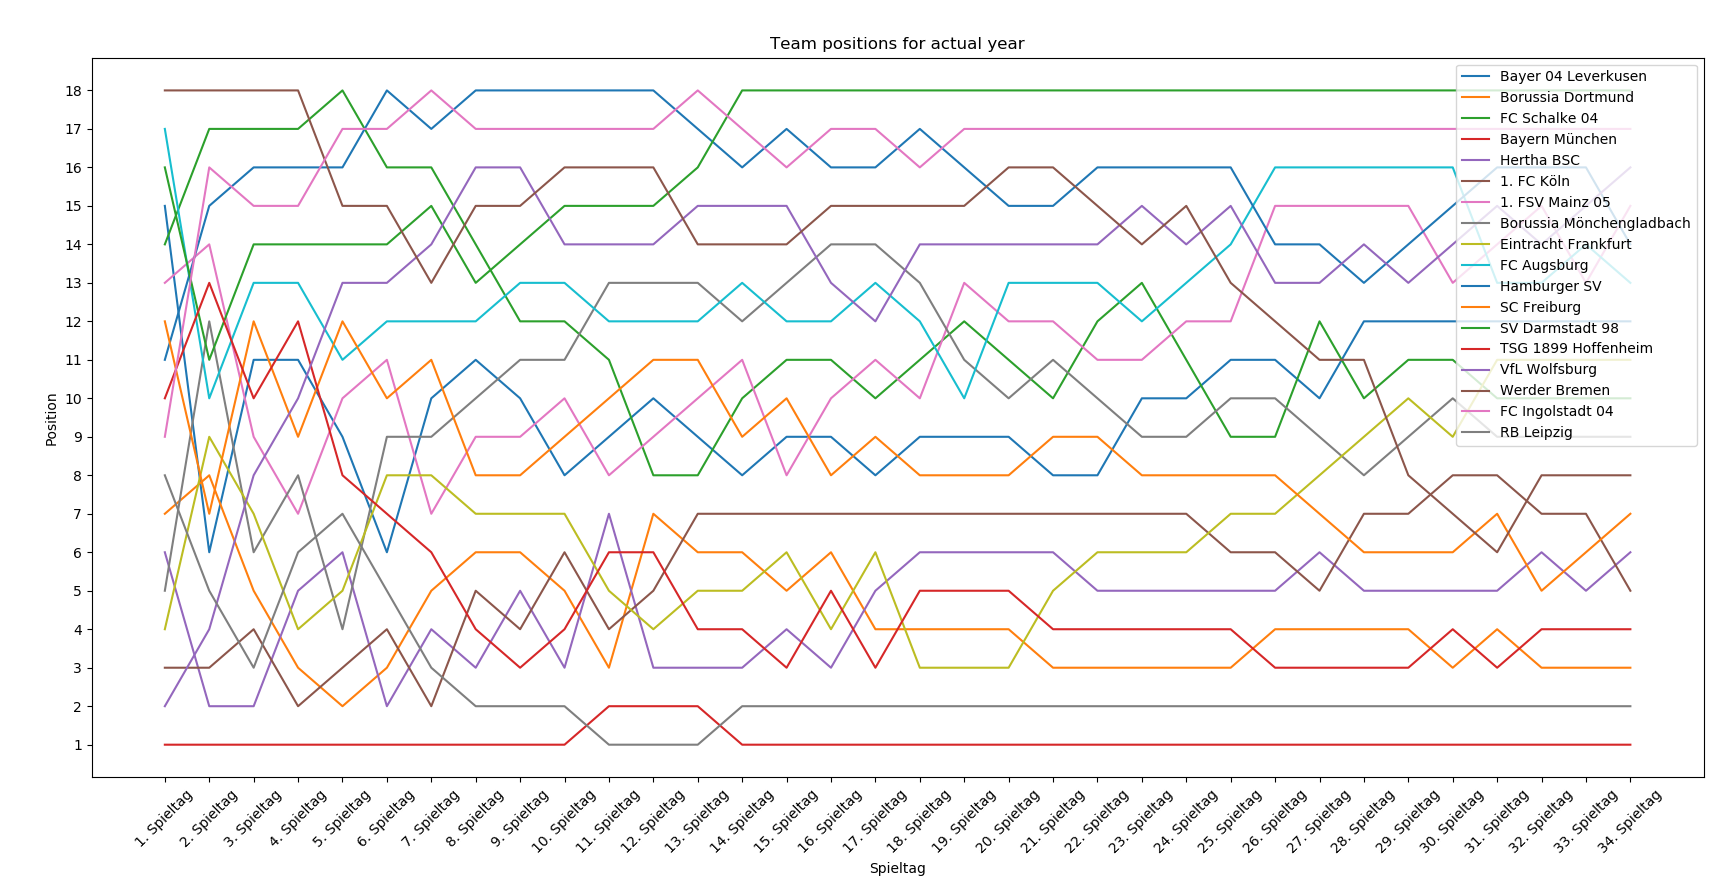 Team positions for actual year
Position
18
17
16
15
14
13
12
11
10
9
8
7
6
5
4
3
2
1
Bayer 04 Leverkusen
Borussia Dortmund
FC Schalke 04
Bayern München
Hertha BSC
1. FC Köln
1. FSV Mainz 05
Borussia Mönchengladbach
Eintracht Frankfurt
FC Augsburg
Hamburger SV
SC Freiburg
SV Darmstadt 98
TSG 1899 Hoffenheim
VfL Wolfsburg
Werder Bremen
FC Ingolstadt 04
RB Leipzig
1. Spieltag
2. Spieltag
3. Spieltag
4. Spieltag
5. Spieltag
6. Spieltag
7. Spieltag
8. Spieltag
9. Spieltag
10. Spieltag
11. Spieltag
12. Spieltag
13. Spieltag
14. Spieltag
15. Spieltag
16. Spieltag
17. Spieltag
18. Spieltag
19. Spieltag
20. Spieltag
21. Spieltag
22. Spieltag
23. Spieltag
24. Spieltag
25. Spieltag
26. Spieltag
27. Spieltag
28. Spieltag
29. Spieltag
30. Spieltag
31. Spieltag
32. Spieltag
33. Spieltag
34. Spieltag
Spieltag